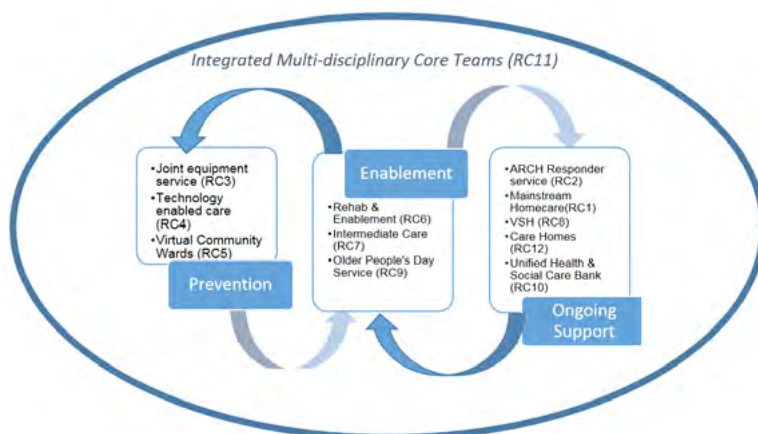 Integrated Multi-disciplinary Core Teams (RC11)
•Joint equipment
service (RC3)
•Technology
enabled care
(RC4)
•Virtual Community
Wards (RC5)
Prevention
Enablement
•Rehab &
Enablement (RC6)
•Intermediate Care
(RC7)
•Older People's Day
Service (RC9)
•ARCH Responder
service (RC2)
•Mainstream
Homecare(RC1)
•VSH (RC8)
•Care Homes
(RC12)
•Unified Health &
Social Care Bank
(RC10)
Ongoing
Support